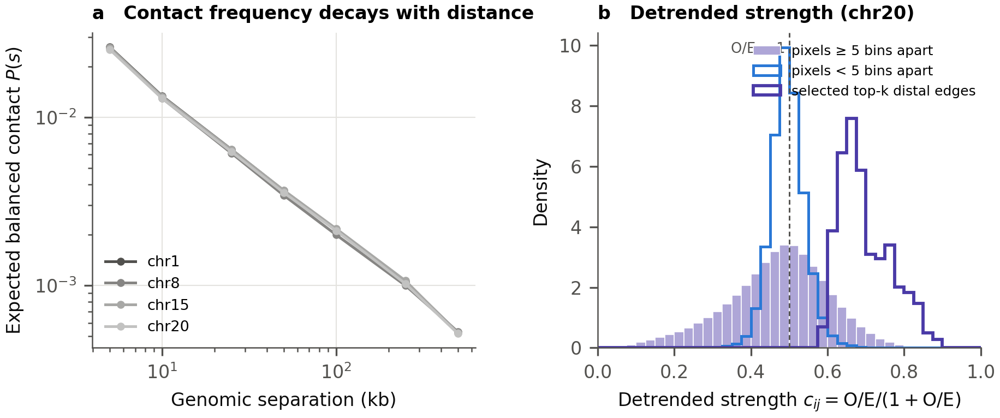 a Contact frequency decays with distance
Expected balanced contact P(s)
10⁻²
10⁻³
chr1
chr8
chr15
chr20
10¹
10²
Genomic separation (kb)
b Detrended strength (chr20)
O/E 1
pixels ≥ 5 bins apart
pixels < 5 bins apart
selected top-k distal edges
Density
10
8
6
4
2
0
0.0
0.2
0.4
0.6
0.8
1.0
Detrended strength cᵢⱼ = O/E/(1 + O/E)